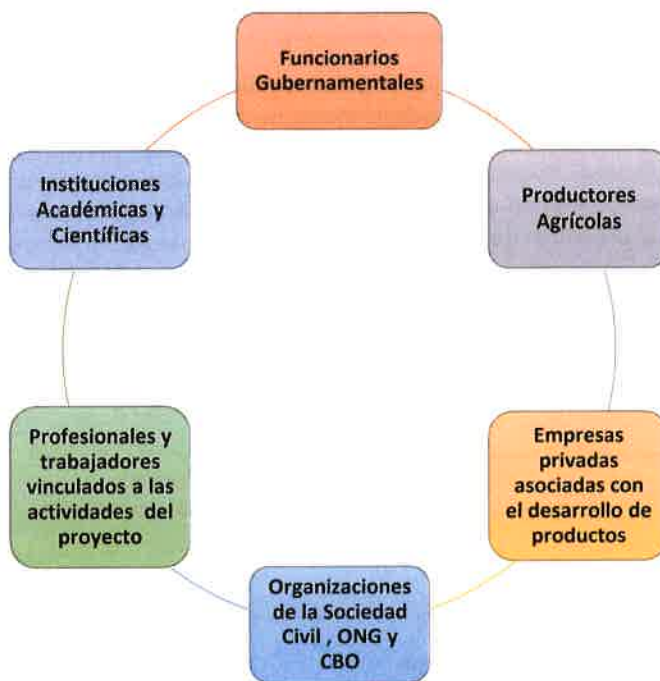 Funcionarios
Gubernamentales
Productores
Agrícolas
Empresas
privadas
asociadas con
el desarrollo de
productos
Organizaciones
de la Sociedad
Civil , ONG y
CBO
Profesionales y
trabajadores
vinculados a las
actividades del
proyecto
Instituciones
Académicas y
Científicas